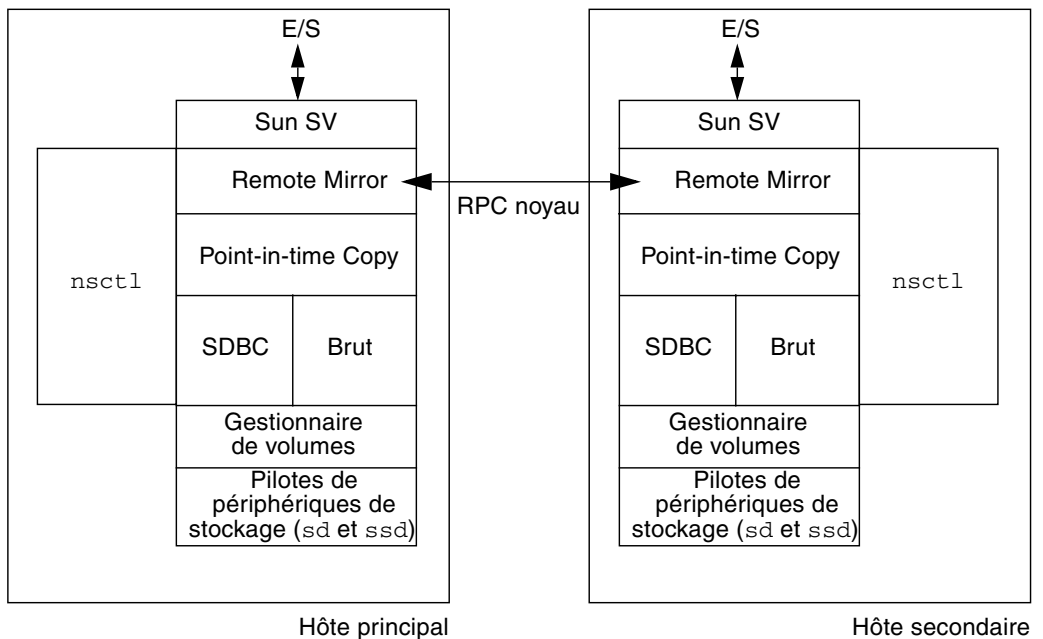 E/S
Sun SV
Remote Mirror
Point-in-time Copy
nsctl
SDBC
Brut
Gestionnaire
de volumes
Pilotes de
périphériques de
stockage (sd et ssd)
Hôte principal
RPC noyau
E/S
Sun SV
Remote Mirror
Point-in-time Copy
nsctl
SDBC
Brut
Gestionnaire
de volumes
Pilotes de
périphériques de
stockage (sd et ssd)
Hôte secondaire